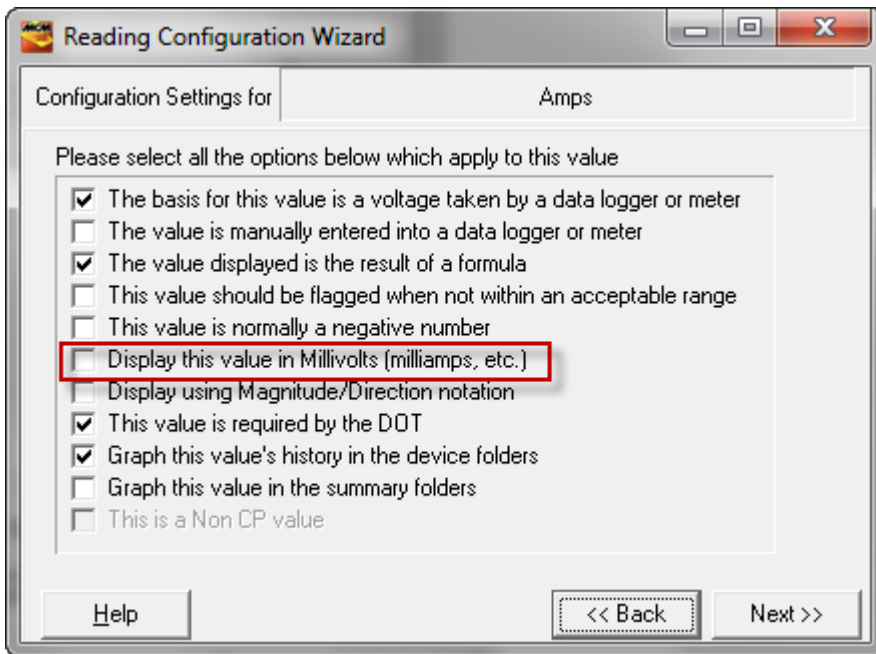 MCM
Reading Configuration Wizard
Configuration Settings for Amps
Please select all the options below which apply to this value
The basis for this value is a voltage taken by a data logger or meter
The value is manually entered into a data logger or meter
The value displayed is the result of a formula
This value should be flagged when not within an acceptable range
This value is normally a negative number
Display this value in Millivolts (milliamps, etc.)
Display using Magnitude/Direction notation
This value is required by the DOT
Graph this value's history in the device folders
Graph this value in the summary folders
This is a Non CP value
Help << Back Next >>